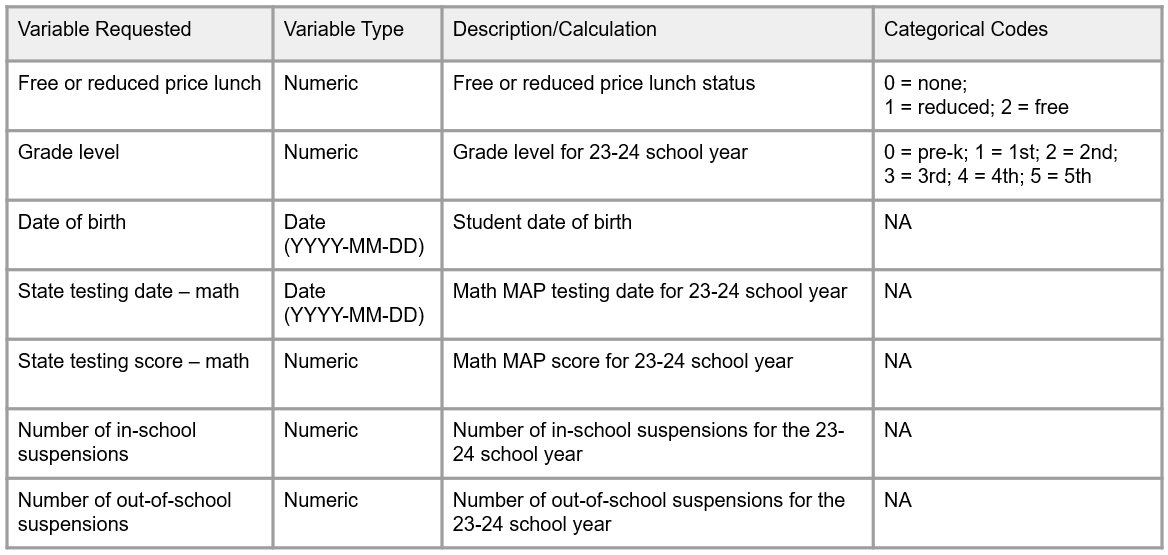 Variable Requested
Variable Type
Description/Calculation
Categorical Codes
Free or reduced price lunch
Numeric
Free or reduced price lunch status
0 = none;
1 = reduced; 2 = free
Grade level
Numeric
Grade level for 23-24 school year
0 = pre-k; 1 = 1st; 2 = 2nd;
3 = 3rd; 4 = 4th; 5 = 5th
Date of birth
Date
(YYYY-MM-DD)
Student date of birth
NA
State testing date – math
Date
(YYYY-MM-DD)
Math MAP testing date for 23-24 school year
NA
State testing score – math
Numeric
Math MAP score for 23-24 school year
NA
Number of in-school
suspensions
Numeric
Number of in-school suspensions for the 23-
24 school year
NA
Number of out-of-school
suspensions
Numeric
Number of out-of-school suspensions for the
23-24 school year
NA